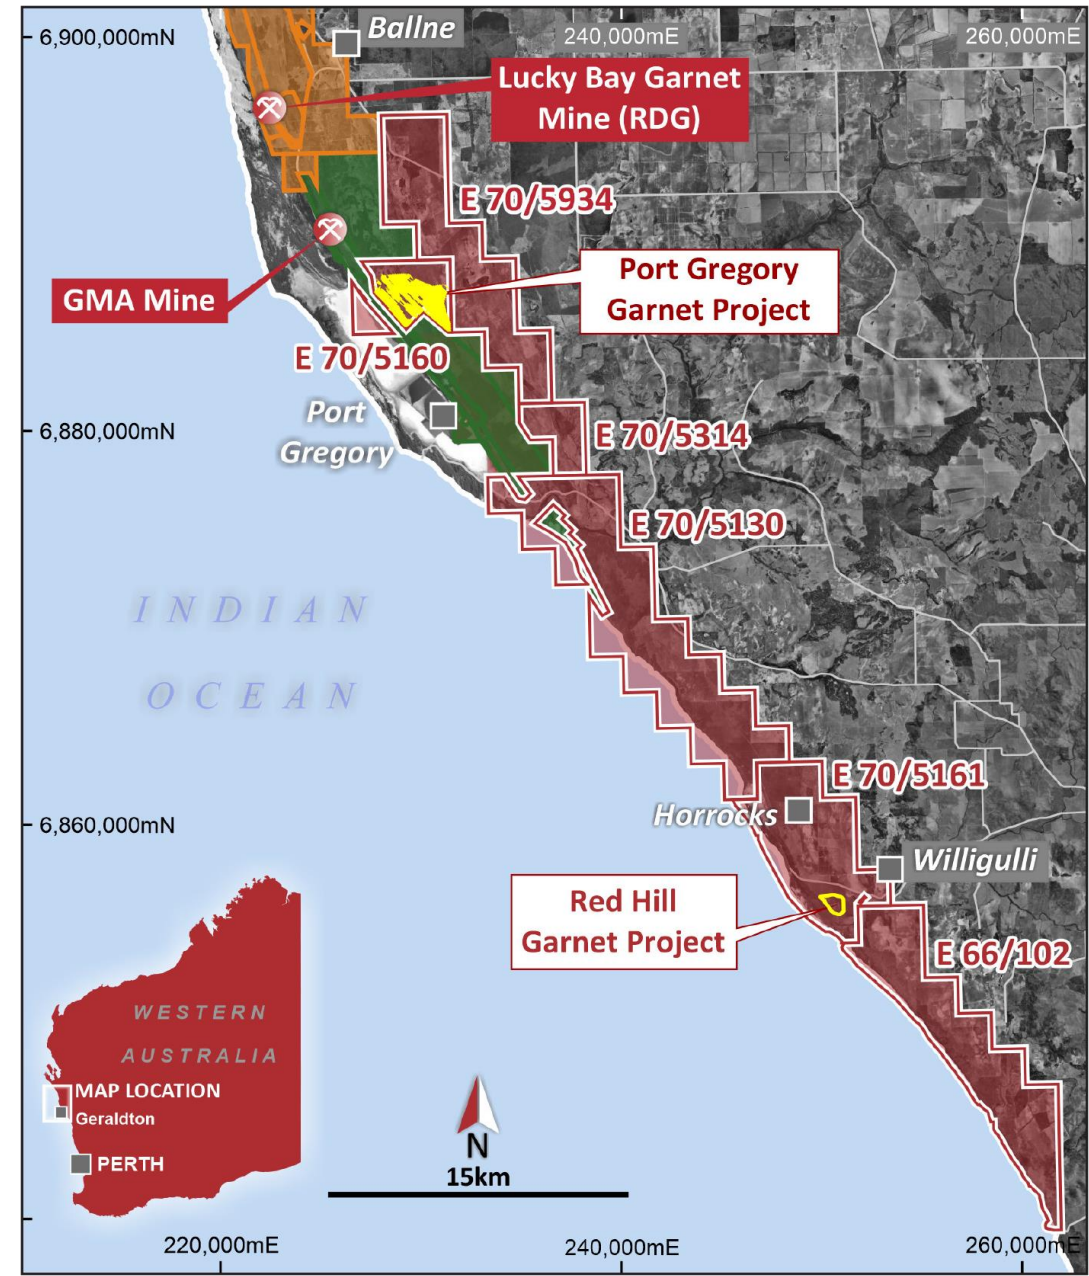 6,900,000mN
Ballne
240,000mE
260,000mE
Lucky Bay Garnet
Mine (RDG)
E 70/5934
Port Gregory
Garnet Project
GMA Mine
E 70/5160
Port
Gregory
6,880,000mN
E 70/5314
E 70/5130
INDIAN
OCEAN
E 70/5161
Horrocks
6,860,000mN
Willigulli
Red Hill
Garnet Project
E 66/102
WESTERN
AUSTRALIA
MAP LOCATION
Geraldton
PERTH
N
15km
220,000mE
240,000mE
260,000mE